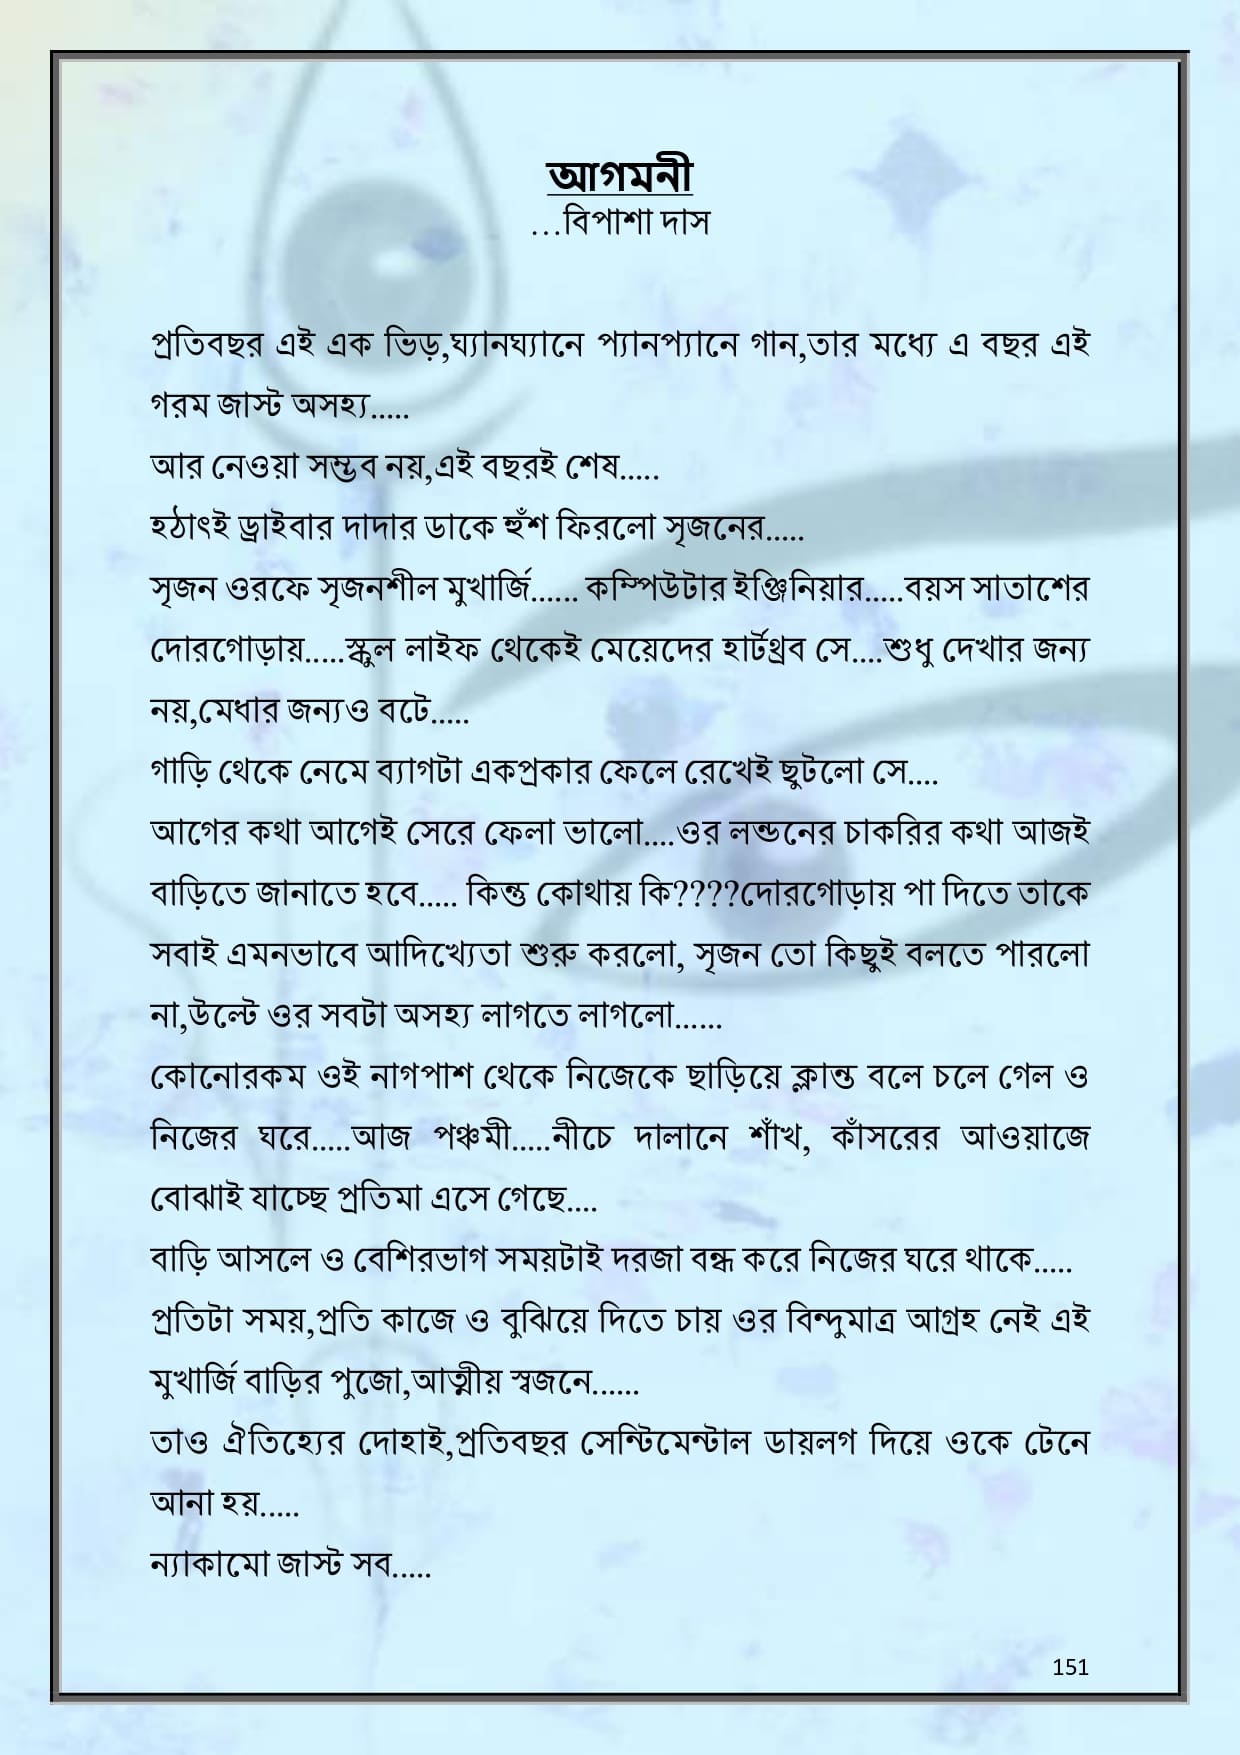 আগমনী
...বিপাশা দাস
প্রতিবছর এই এক ভিড়,ঘ্যানঘ্যানে প্যানপ্যানে গান,তার মধ্যে এ বছর এই
গরম জাস্ট অসহ্য.....
আর নেওয়া সম্ভব নয়,এই বছরই শেষ.....
হঠাৎই ড্রাইবার দাদার ডাকে হুঁশ ফিরলো সৃজনের.....
সৃজন ওরফে সৃজনশীল মুখার্জি...... কম্পিউটার ইঞ্জিনিয়ার.....বয়স সাতাশের
দোরগোড়ায়.....স্কুল লাইফ থেকেই মেয়েদের হার্টথ্রব সে....শুধু দেখার জন্য
নয়,মেধার জন্যও বটে.....
গাড়ি থেকে নেমে ব্যাগটা একপ্রকার ফেলে রেখেই ছুটলো সে....
আগের কথা আগেই সেরে ফেলা ভালো....ওর লন্ডনের চাকরির কথা আজই
বাড়িতে জানাতে হবে..... কিন্তু কোথায় কি????দোরগোড়ায় পা দিতে তাকে
সবাই এমনভাবে আদিখ্যেতা শুরু করলো, সৃজন তো কিছুই বলতে পারলো
না,উল্টে ওর সবটা অসহ্য লাগতে লাগলো......
কোনোরকম ওই নাগপাশ থেকে নিজেকে ছাড়িয়ে ক্লান্ত বলে চলে গেল ও
নিজের ঘরে.....আজ পঞ্চমী.....নীচে দালানে শাঁখ, কাঁসরের আওয়াজে
বোঝাই যাচ্ছে প্রতিমা এসে গেছে....
বাড়ি আসলে ও বেশিরভাগ সময়টাই দরজা বন্ধ করে নিজের ঘরে থাকে.....
প্রতিটা সময়,প্রতি কাজে ও বুঝিয়ে দিতে চায় ওর বিন্দুমাত্র আগ্রহ নেই এই
মুখার্জি বাড়ির পুজো,আত্মীয় স্বজনে......
তাও ঐতিহ্যের দোহাই,প্রতিবছর সেন্টিমেন্টাল ডায়লগ দিয়ে ওকে টেনে
আনা হয়.....
ন্যাকামো জাস্ট সব.....
151